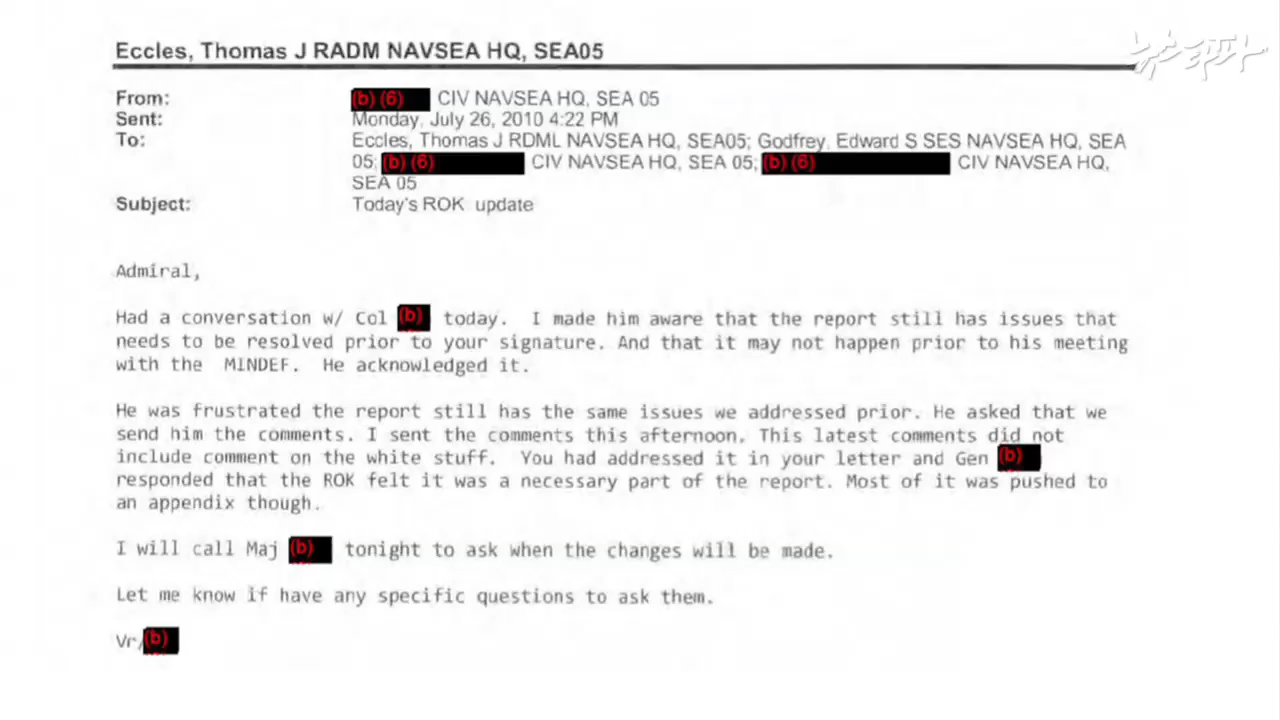 Eccles, Thomas J RADM NAVSEA HQ, SEA05
뉴스타파
From: (b) (6) CIV NAVSEA HQ, SEA 05
Sent: Monday, July 26, 2010 4:22 PM
To: Eccles, Thomas J RDML NAVSEA HQ, SEA05; Godfrey, Edward S SES NAVSEA HQ, SEA
05; (b) (6) CIV NAVSEA HQ, SEA 05; (b) (6) CIV NAVSEA HQ,
SEA 05
Subject: Today's ROK update
Admiral,
Had a conversation w/ Col (b) today. I made him aware that the report still has issues that
needs to be resolved prior to your signature. And that it may not happen prior to his meeting
with the MINDEF. He acknowledged it.
He was frustrated the report still has the same issues we addressed prior. He asked that we
send him the comments. I sent the comments this afternoon. This latest comments did not
include comment on the white stuff. You had addressed it in your letter and Gen (b)
responded that the ROK felt it was a necessary part of the report. Most of it was pushed to
an appendix though.
I will call Maj (b) tonight to ask when the changes will be made.
Let me know if have any specific questions to ask them.
Vr/(b)